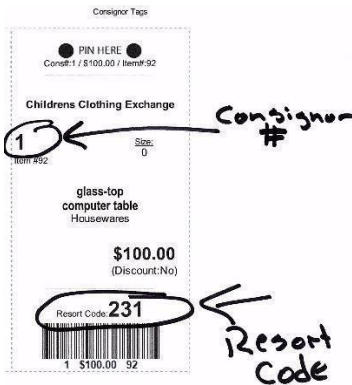 Consignor Tags
PIN HERE
Cons#:1 / $100.00 / Item#:92
Childrens Clothing Exchange
Consignor
#
1
Size:
0
Item #92
glass-top
computer table
Housewares
$100.00
(Discount:No)
Resort Code:231
Resort
Code
1 $100.00 92